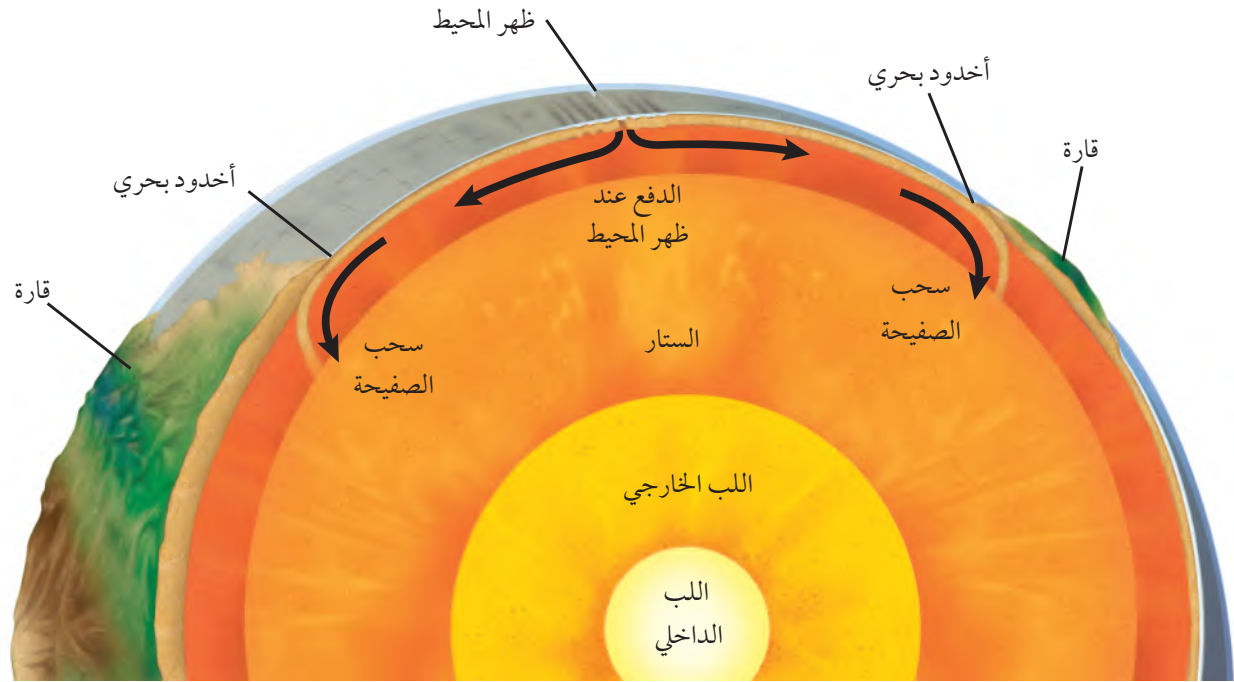 ظهر المحيط
أخدود بحري
قارة
أخدود بحري
الدفع عند
ظهر المحيط
قارة
سحب
الصفيحة
سحب
الصفيحة
الستار
اللب الخارجي
اللب
الداخلي